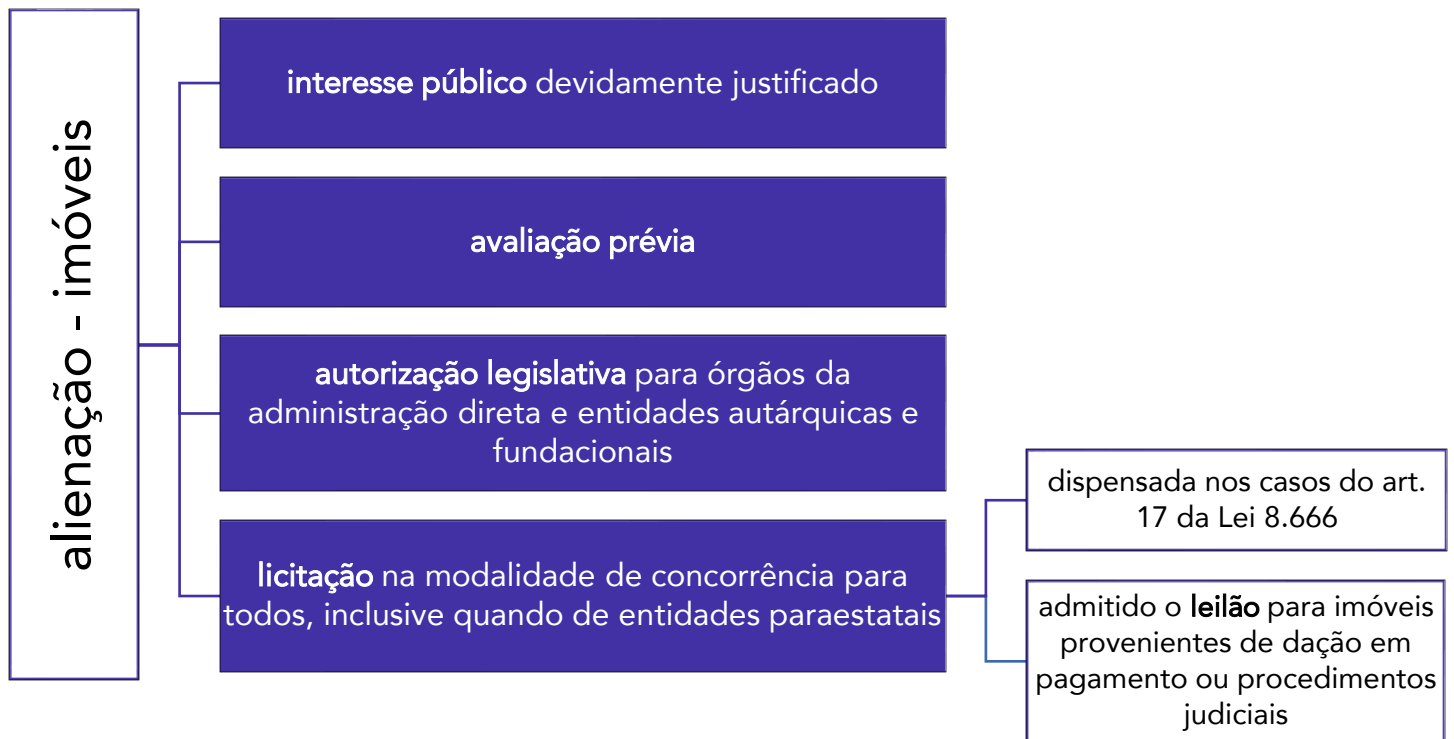 alienação - imóveis
interesse público devidamente justificado
avaliação prévia
autorização legislativa para órgãos da
administração direta e entidades autárquicas e
fundacionais
licitação na modalidade de concorrência para
todos, inclusive quando de entidades paraestatais
dispensada nos casos do art.
17 da Lei 8.666
admitido o leilão para imóveis
provenientes de dação em
pagamento ou procedimentos
judiciais